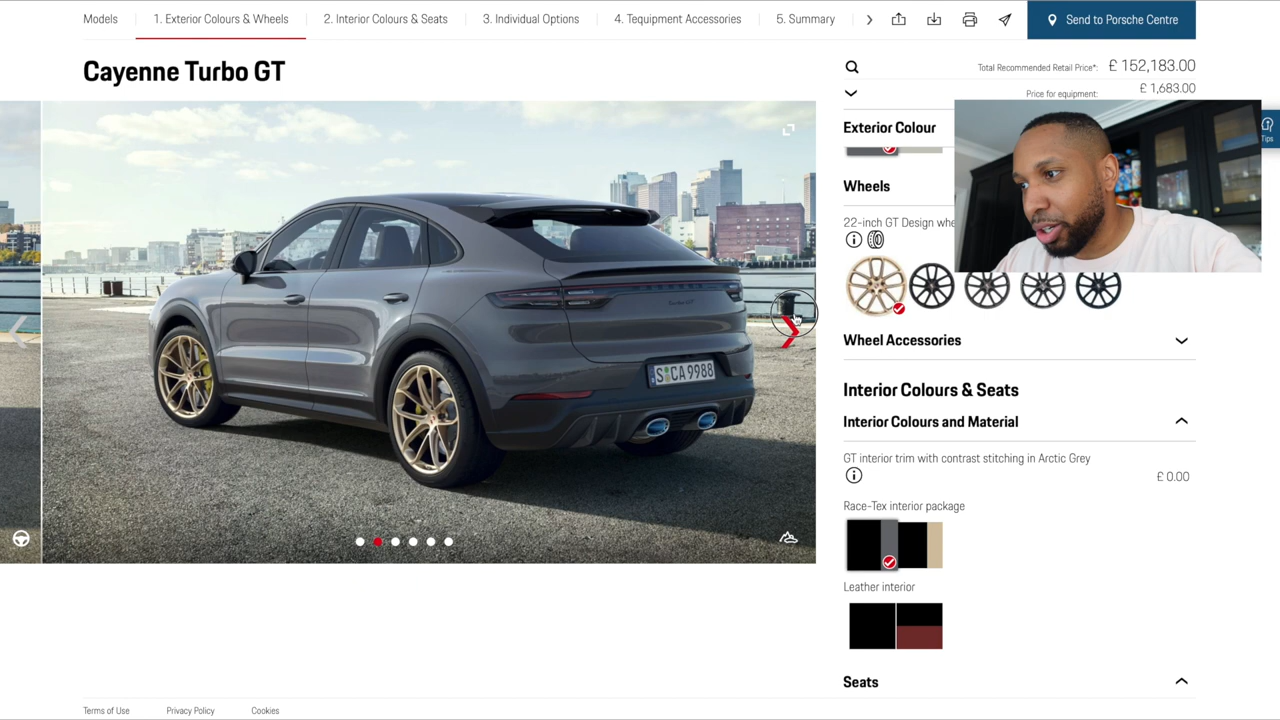 Models
1. Exterior Colours & Wheels
2. Interior Colours & Seats
3. Individual Options
4. Tequipment Accessories
5. Summary
Send to Porsche Centre
Cayenne Turbo GT
Total Recommended Retail Price*: £ 152,183.00
Price for equipment: £ 1,683.00
Tips
Exterior Colour
Wheels
22-inch GT Design whe
Wheel Accessories
Interior Colours & Seats
Interior Colours and Material
GT interior trim with contrast stitching in Arctic Grey
£ 0.00
Race-Tex interior package
Leather interior
Seats
turbo GT
S CA 9988
Terms of Use
Privacy Policy
Cookies